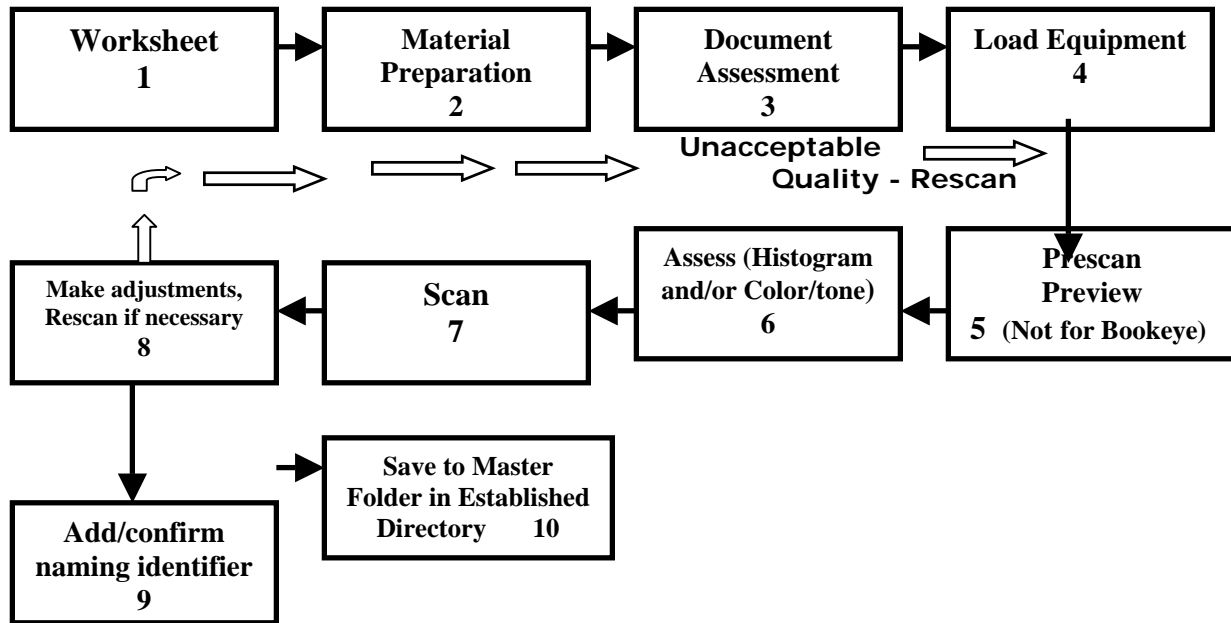 Worksheet
1
Material
Preparation
2
Document
Assessment
3
Load Equipment
4
Unacceptable
Quality - Rescan
Prescan
Preview
5 (Not for Bookeye)
Assess (Histogram
and/or Color/tone)
6
Scan
7
Make adjustments,
Rescan if necessary
8
Add/confirm
naming identifier
9
Save to Master
Folder in Established
Directory 10